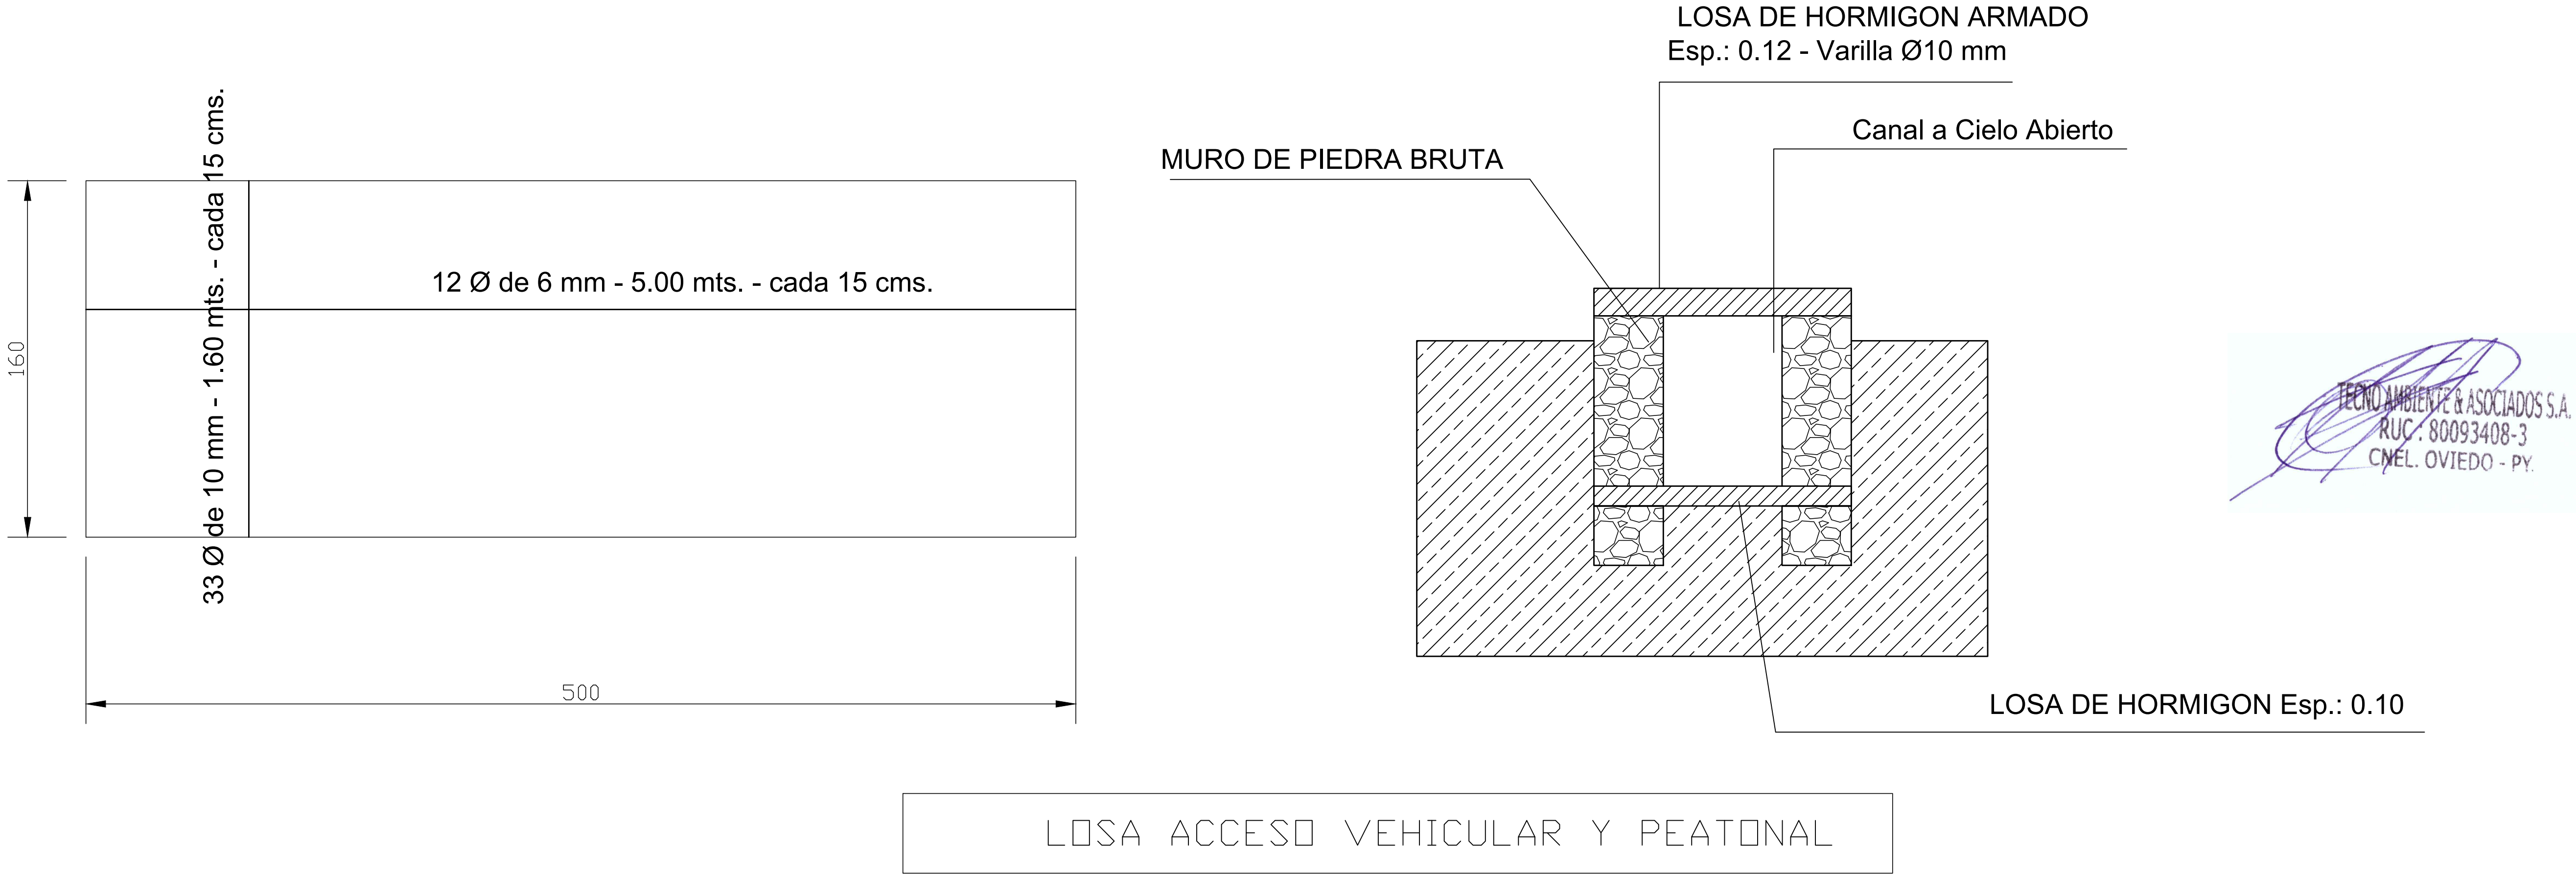 LOSA DE HORMIGON ARMADO
Esp.: 0.12 - Varilla Ø10 mm
Canal a Cielo Abierto
MURO DE PIEDRA BRUTA
33 Ø de 10 mm - 1.60 mts. - cada 15 cms.
12 Ø de 6 mm - 5.00 mts. - cada 15 cms.
160
500
TECNO AMBIENTE & ASOCIADOS S.A.
RUC : 80093408-3
CNEL. OVIEDO - PY.
LOSA DE HORMIGON Esp.: 0.10
LOSA ACCESO VEHICULAR Y PEATONAL